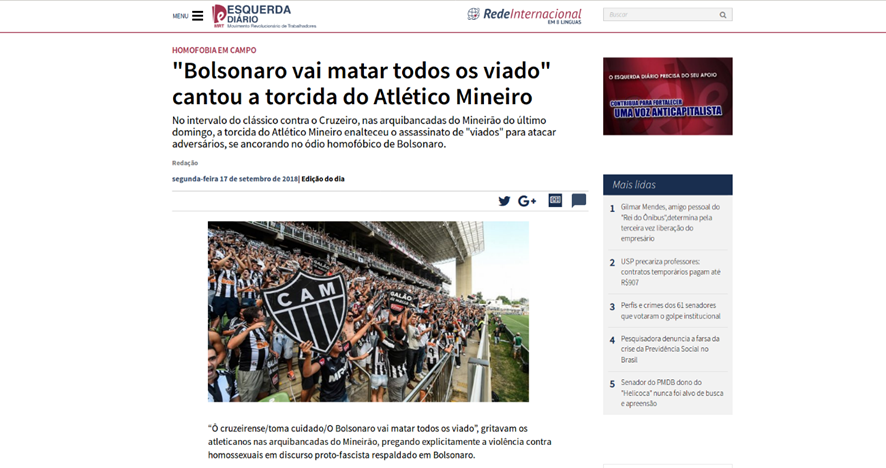 MENU
ESQUERDA
DIÁRIO
MRT Movimento Revolucionário de Trabalhadores
RedeInternacional
EM 8 LÍNGUAS
Buscar
HOMOFOBIA EM CAMPO
"Bolsonaro vai matar todos os viado"
cantou a torcida do Atlético Mineiro
No intervalo do clássico contra o Cruzeiro, nas arquibancadas do Mineirão do último
domingo, a torcida do Atlético Mineiro enalteceu o assassinato de "viados" para atacar
adversários, se ancorando no ódio homofóbico de Bolsonaro.
Redação
segunda-feira 17 de setembro de 2018| Edição do dia
G+
CAM
GALÃO
"Ô cruzeirense/toma cuidado/O Bolsonaro vai matar todos os viado", gritavam os
atleticanos nas arquibancadas do Mineirão, pregando explicitamente a violência contra
homossexuais em discurso proto-fascista respaldado em Bolsonaro.
O ESQUERDA DIÁRIO PRECISA DO SEU APOIO
CONTRIBUA PARA FORTALECER
UMA VOZ ANTICAPITALISTA
Mais lidas
1 Gilmar Mendes, amigo pessoal do
"Rei do Ônibus",determina pela
terceira vez liberação do
empresário
2 USP precariza professores:
contratos temporários pagam até
R$907
3 Perfis e crimes dos 61 senadores
que votaram o golpe institucional
4 Pesquisadora denuncia a farsa da
crise da Previdência Social no
Brasil
5 Senador do PMDB dono do
"Helicoca" nunca foi alvo de busca
e apreensão